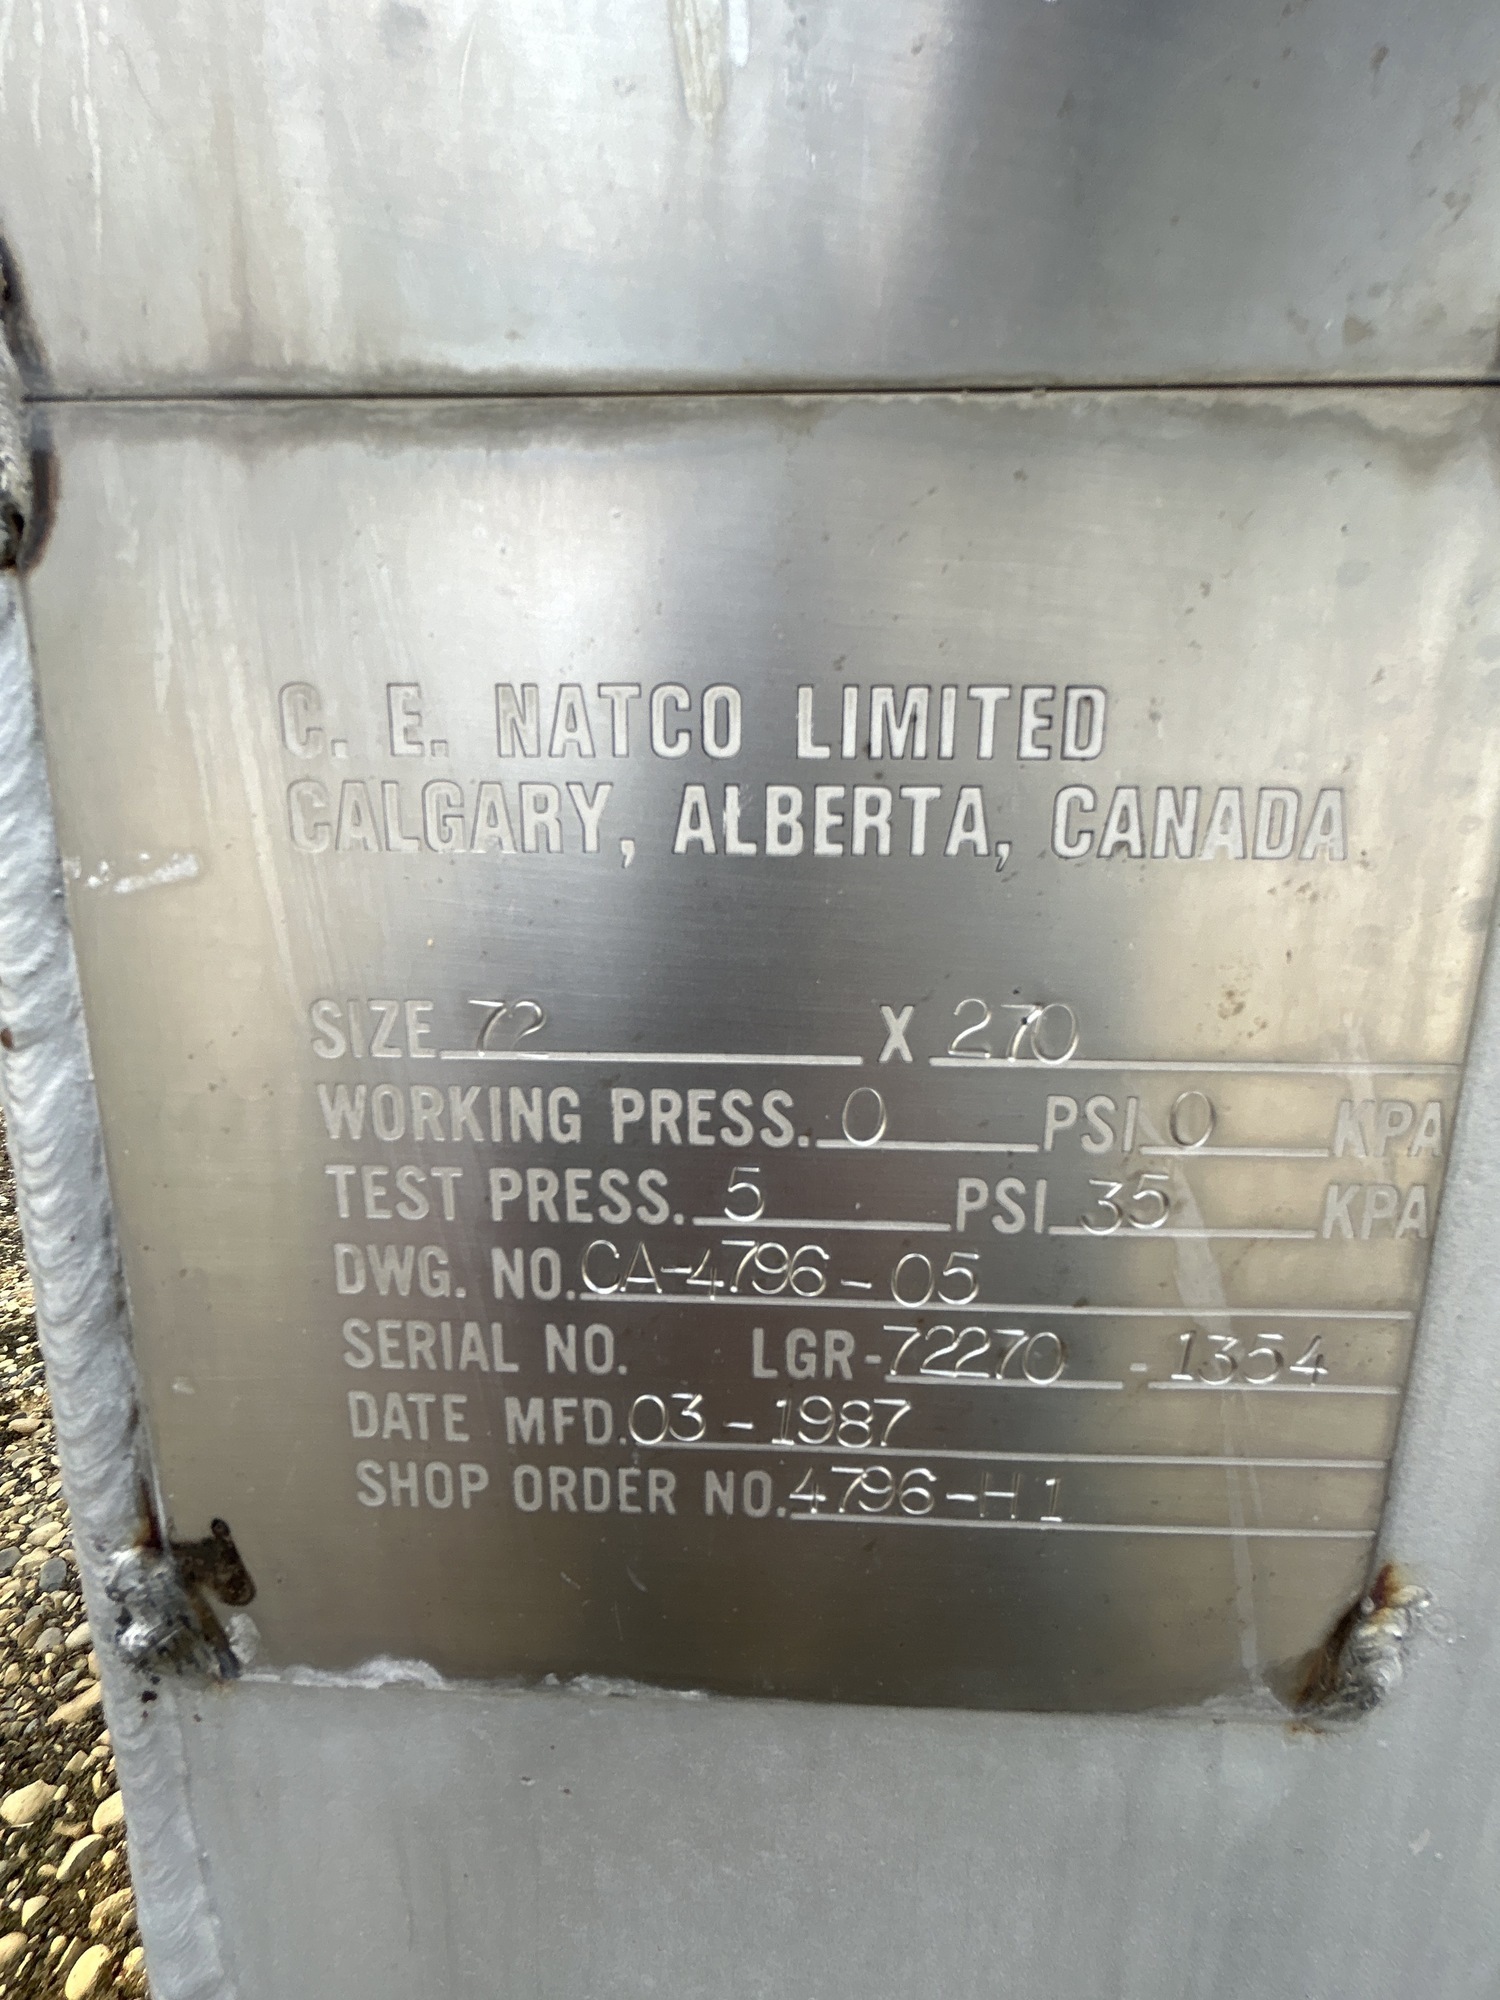 C. E. NATCO LIMITED
CALGARY, ALBERTA, CANADA
SIZE 72 X 270
WORKING PRESS. 0 PSI 0 KPA
TEST PRESS. 5 PSI 35 KPA
DWG. NO. CA-4796-05
SERIAL NO. LGR-72270 - 1354
DATE MFD. 03-1987
SHOP ORDER NO. 4796-H1